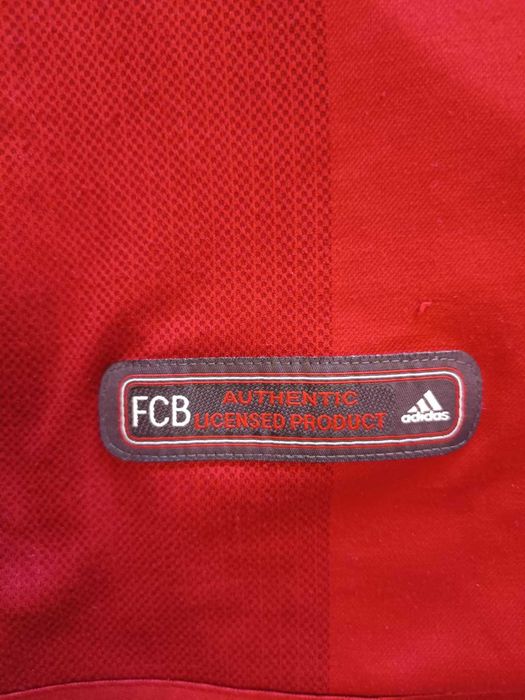 FCB
AUTHENTIC
LICENSED PRODUCT
adidas